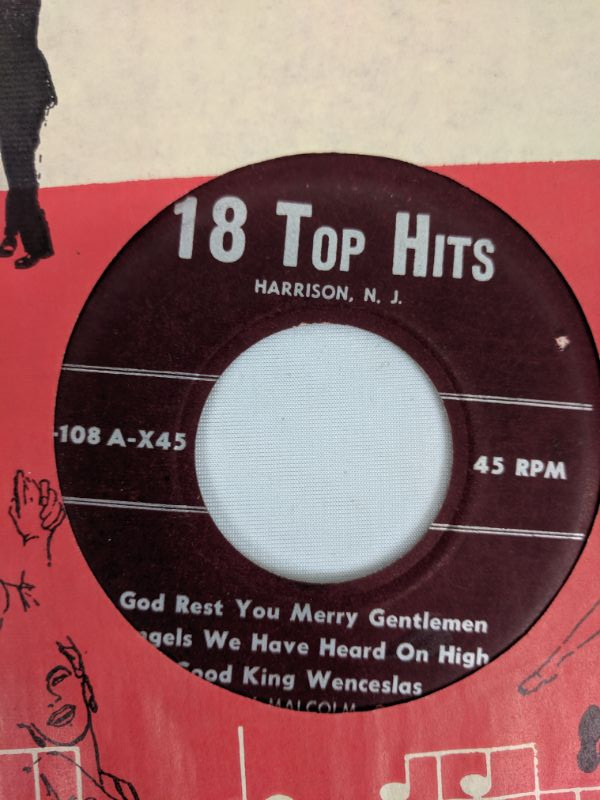 18 TOP HITS
HARRISON, N. J.
-108 A-X45
45 RPM
God Rest You Merry Gentlemen
ngels We Have Heard On High
Good King Wenceslas
MALCOLM